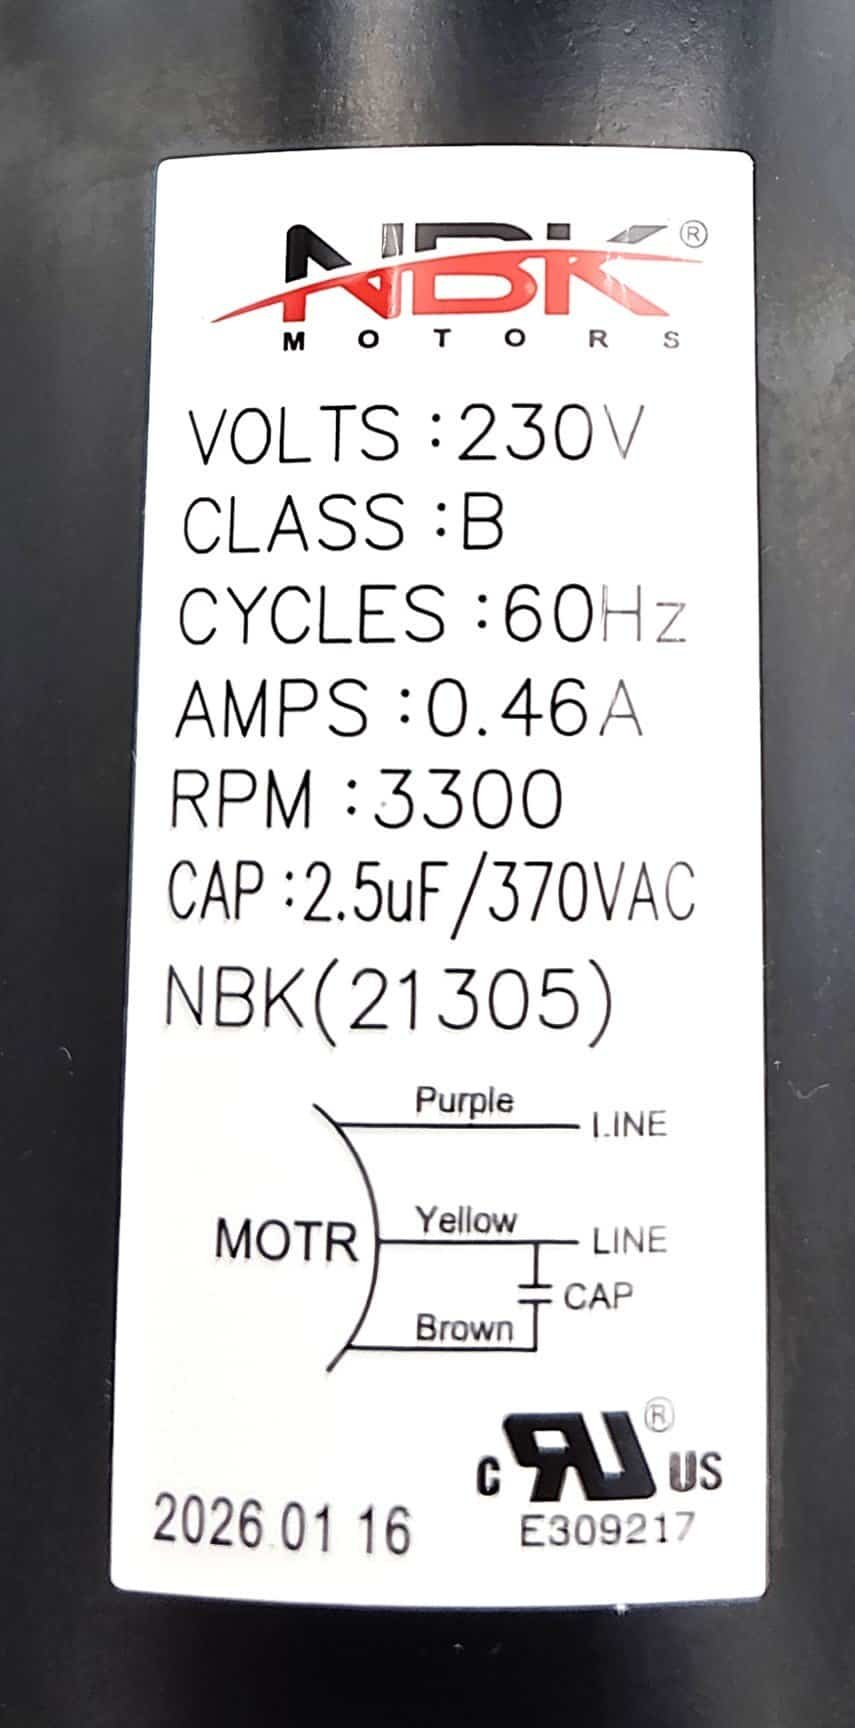 NBK®
MOTORS
VOLTS :230V
CLASS :B
CYCLES :60Hz
AMPS :0.46A
RPM :3300
CAP :2.5uF/370VAC
NBK(21305)
Purple
LINE
MOTR
Yellow
LINE
CAP
Brown
c RU® US
E309217
2026.01 16